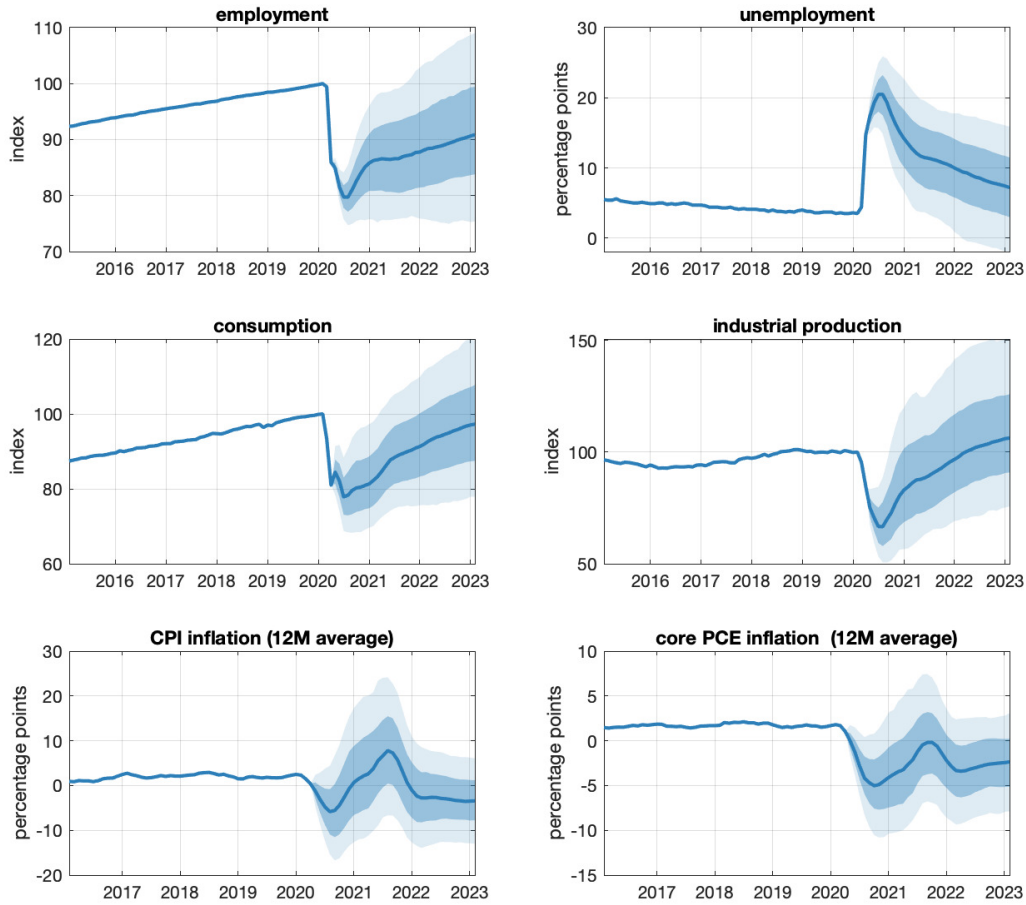 employment
110
100
90
80
70
index
2016 2017 2018 2019 2020 2021 2022 2023
unemployment
30
20
10
0
percentage points
2016 2017 2018 2019 2020 2021 2022 2023
consumption
120
100
80
60
index
2016 2017 2018 2019 2020 2021 2022 2023
industrial production
150
100
50
index
2016 2017 2018 2019 2020 2021 2022 2023
CPI inflation (12M average)
30
20
10
0
-10
-20
percentage points
2017 2018 2019 2020 2021 2022 2023
core PCE inflation (12M average)
10
5
0
-5
-10
-15
percentage points
2017 2018 2019 2020 2021 2022 2023